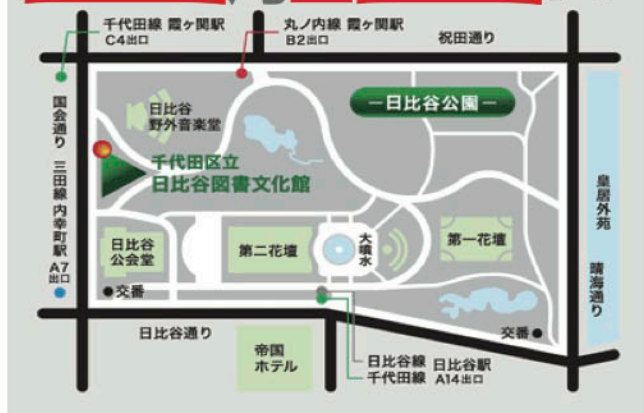 千代田線 霞ヶ関駅
C4出口
丸ノ内線 霞ヶ関駅
B2出口
祝田通り
国会通り
三田線 内幸町駅
A7
出口
日比谷
野外音楽堂
－日比谷公園－
千代田区立
日比谷図書文化館
皇居外苑
晴海通り
日比谷
公会堂
第二花壇
大噴水
第一花壇
●交番
日比谷通り
交番●
帝国
ホテル
日比谷線
千代田線
日比谷駅
A14出口